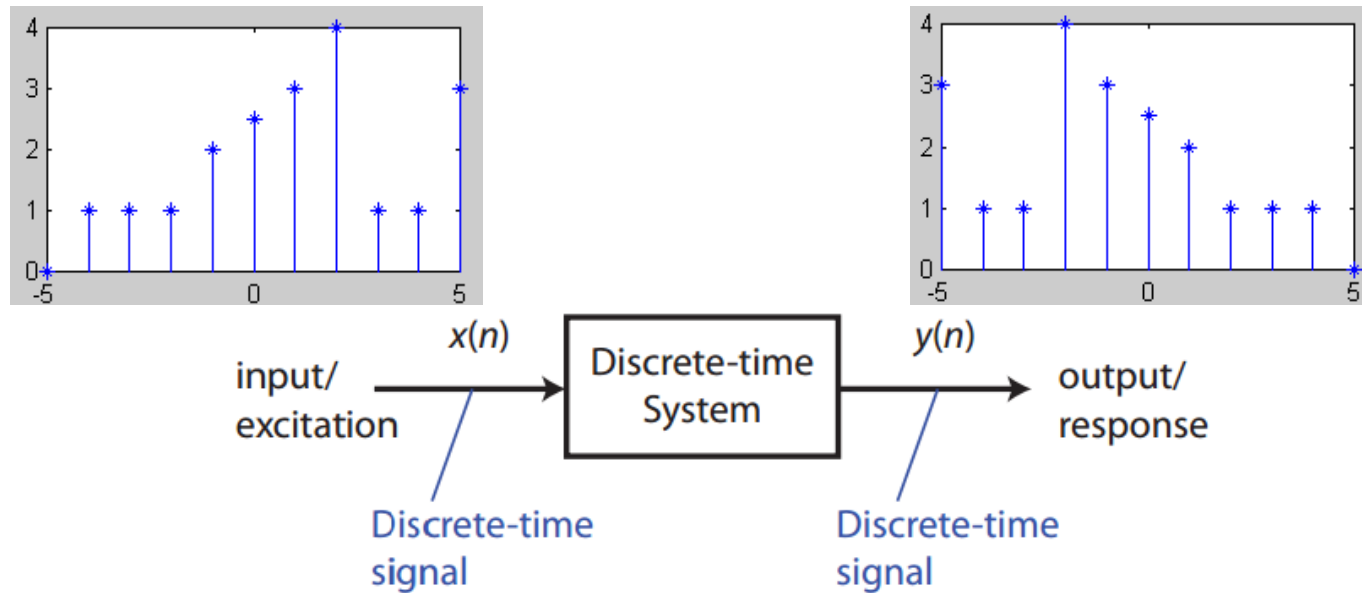 4
3
2
1
0
-5 0 5
4
3
2
1
0
-5 0 5
x(n)
y(n)
input/
excitation
Discrete-time
System
output/
response
Discrete-time
signal
Discrete-time
signal